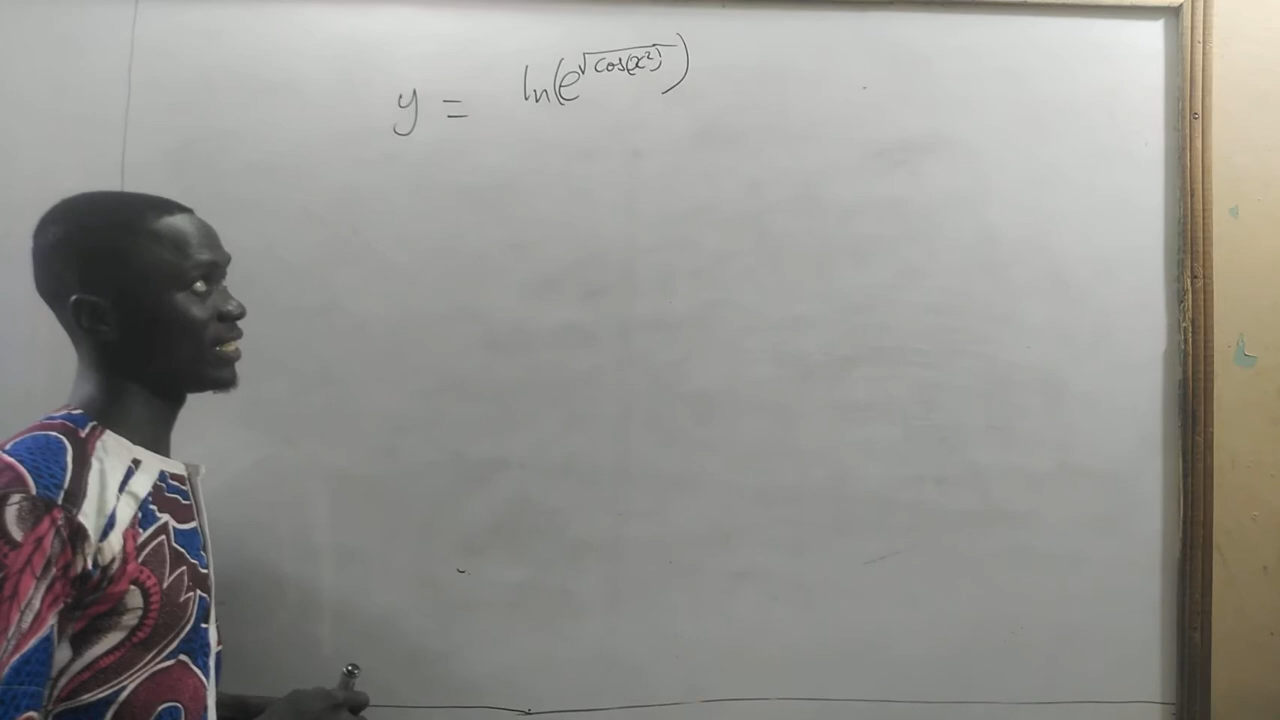 y = ln(e^√cos(x²))